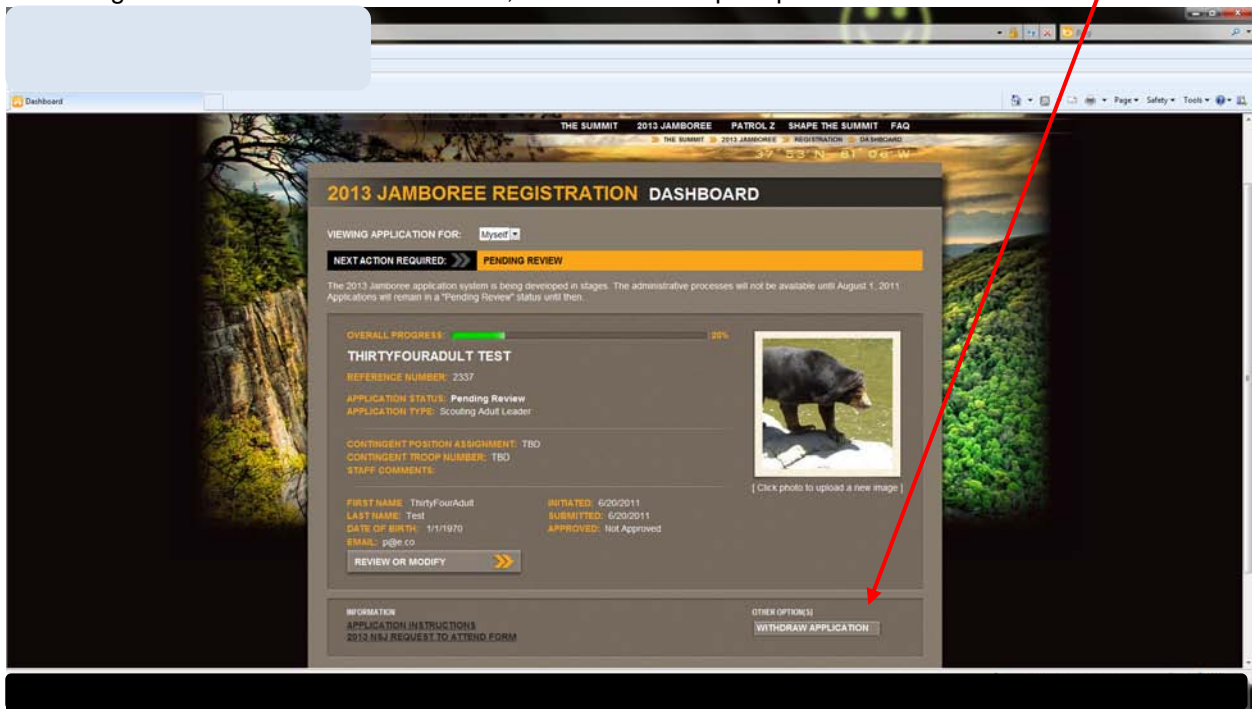 Dashboard
Page Safety Tools
THE SUMMIT 2013 JAMBOREE PATROL Z SHAPE THE SUMMIT FAQ
THE SUMMIT 2013 JAMBOREE REGISTRATION DASHBOARD
37° 53' N 81° 08' W
2013 JAMBOREE REGISTRATION DASHBOARD
VIEWING APPLICATION FOR: Myself
NEXT ACTION REQUIRED: PENDING REVIEW
The 2013 Jamboree application system is being developed in stages. The administrative processes will not be available until August 1, 2011.
Applications will remain in a "Pending Review" status until then.
OVERALL PROGRESS: 20%
THIRTYFOURADULT TEST
REFERENCE NUMBER: 2337
APPLICATION STATUS: Pending Review
APPLICATION TYPE: Scouting Adult Leader
CONTINGENT POSITION ASSIGNMENT: TBD
CONTINGENT TROOP NUMBER: TBD
STAFF COMMENTS:
[ Click photo to upload a new image ]
FIRST NAME: ThirtyFourAdult INITIATED: 6/20/2011
LAST NAME: Test SUBMITTED: 6/20/2011
DATE OF BIRTH: 1/1/1970 APPROVED: Not Approved
EMAIL: p@e.co
REVIEW OR MODIFY
INFORMATION OTHER OPTION(S)
APPLICATION INSTRUCTIONS WITHDRAW APPLICATION
2013 NSJ REQUEST TO ATTEND FORM